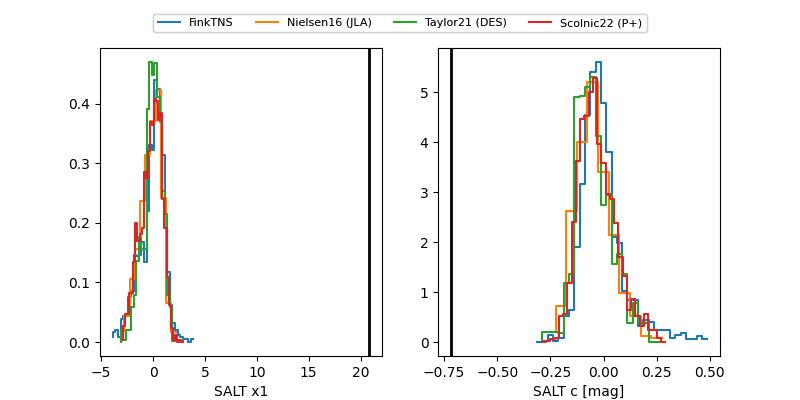 FinkTNS Nielsen16 (JLA) Taylor21 (DES) Scolnic22 (P+)
0.4
0.3
0.2
0.1
0.0
−5 0 5 10 15 20
SALT x1
5
4
3
2
1
0
−0.75 −0.50 −0.25 0.00 0.25 0.50
SALT c [mag]